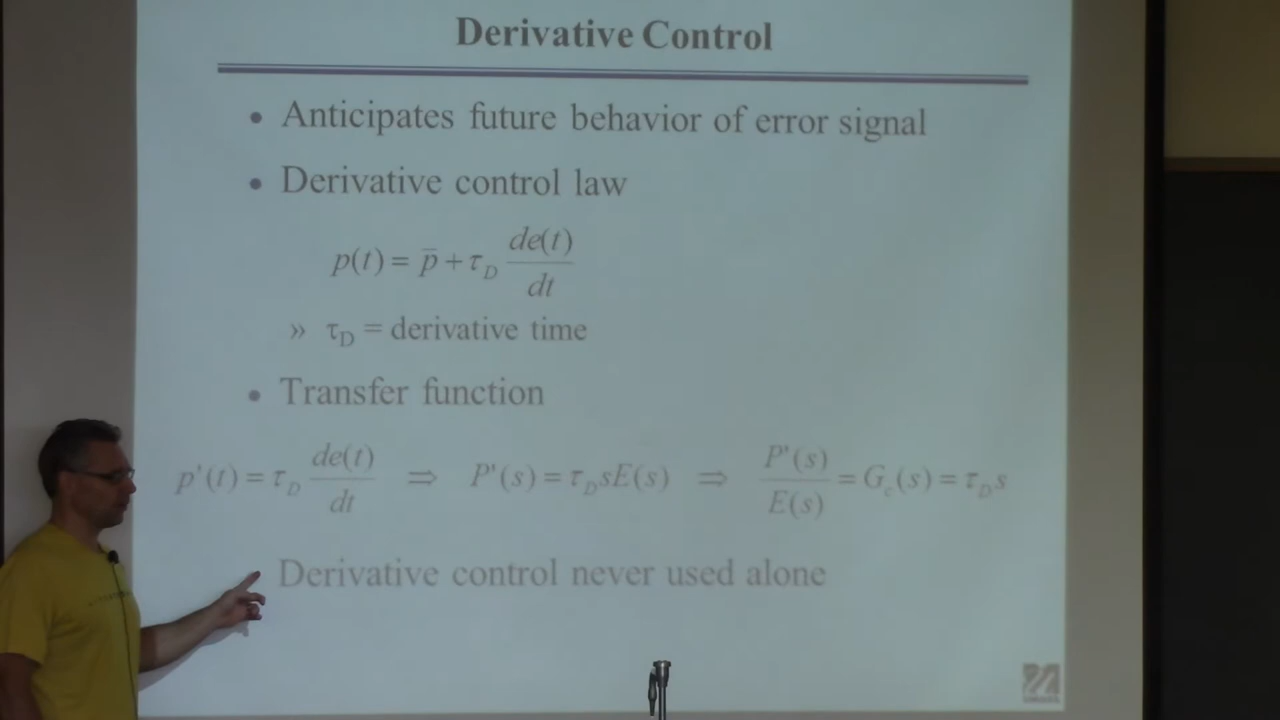 Derivative Control
• Anticipates future behavior of error signal
• Derivative control law
p(t) = p̄ + τ_D de(t)/dt
» τ_D = derivative time
• Transfer function
p'(t) = τ_D de(t)/dt ⇒ P'(s) = τ_D sE(s) ⇒ P'(s)/E(s) = G_c(s) = τ_D s
Derivative control never used alone